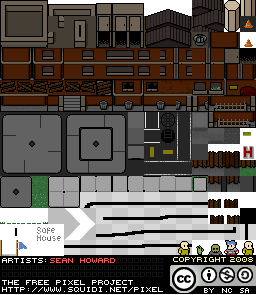 H
Safe
House
ARTISTS: SEAN HOWARD
COPYRIGHT 2008
cc
THE FREE PIXEL PROJECT
HTTP://WWW.SQUIDI.NET/PIXEL
BY NC SA